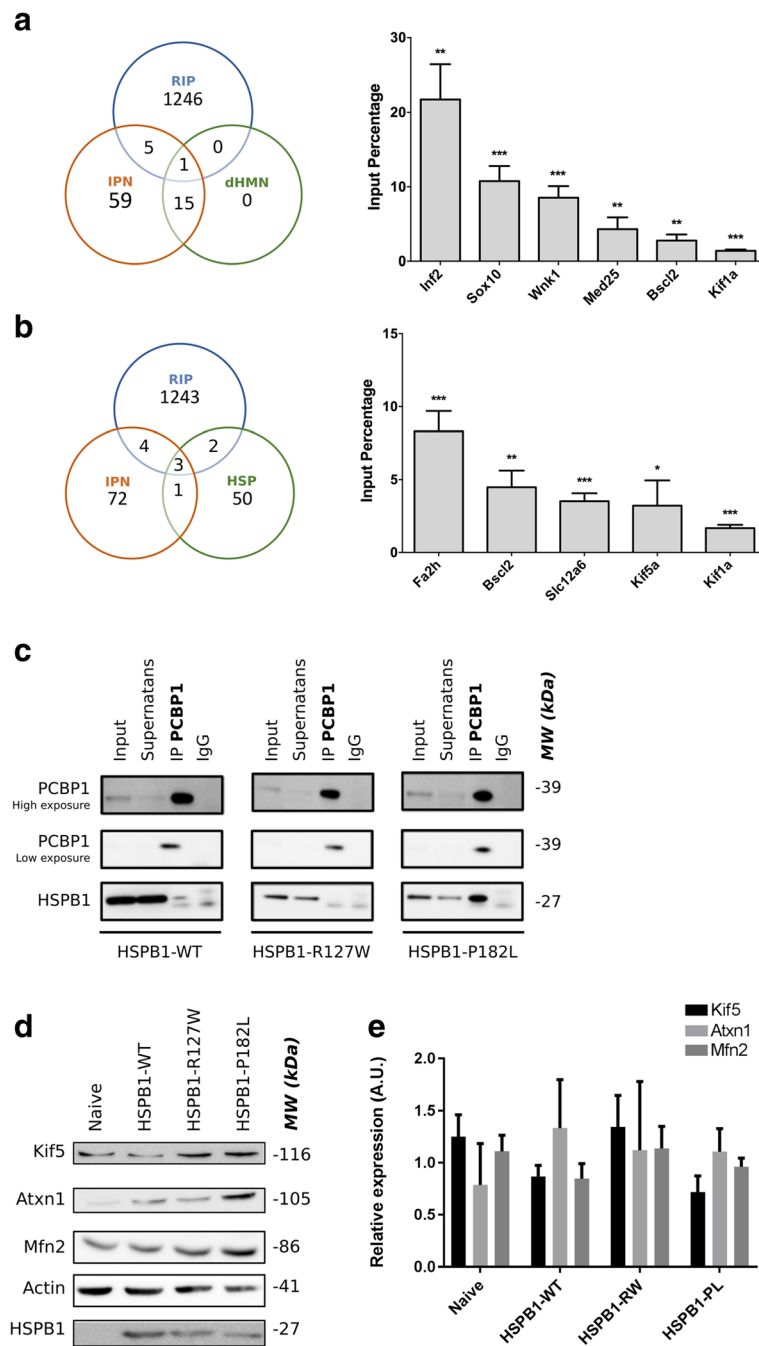 a
RIP
1246
5
0
1
IPN
59
15
dHMN
0
Input Percentage
30
20
10
0
**
***
***
**
**
***
Inf2
Sox10
Wnk1
Med25
Bscl2
Kif1a
b
RIP
1243
4
2
3
IPN
72
1
HSP
50
Input Percentage
15
10
5
0
***
**
***
*
***
Fa2h
Bscl2
Slc12a6
Kif5a
Kif1a
c
Input
Supernatans
IP PCBP1
IgG
Input
Supernatans
IP PCBP1
IgG
Input
Supernatans
IP PCBP1
IgG
MW (kDa)
PCBP1
High exposure
-39
PCBP1
Low exposure
-39
HSPB1
-27
HSPB1-WT
HSPB1-R127W
HSPB1-P182L
d
Naive
HSPB1-WT
HSPB1-R127W
HSPB1-P182L
MW (kDa)
Kif5
-116
Atxn1
-105
Mfn2
-86
Actin
-41
HSPB1
-27
e
Kif5
Atxn1
Mfn2
Relative expression (A.U.)
2.0
1.5
1.0
0.5
0.0
Naive
HSPB1-WT
HSPB1-RW
HSPB1-PL